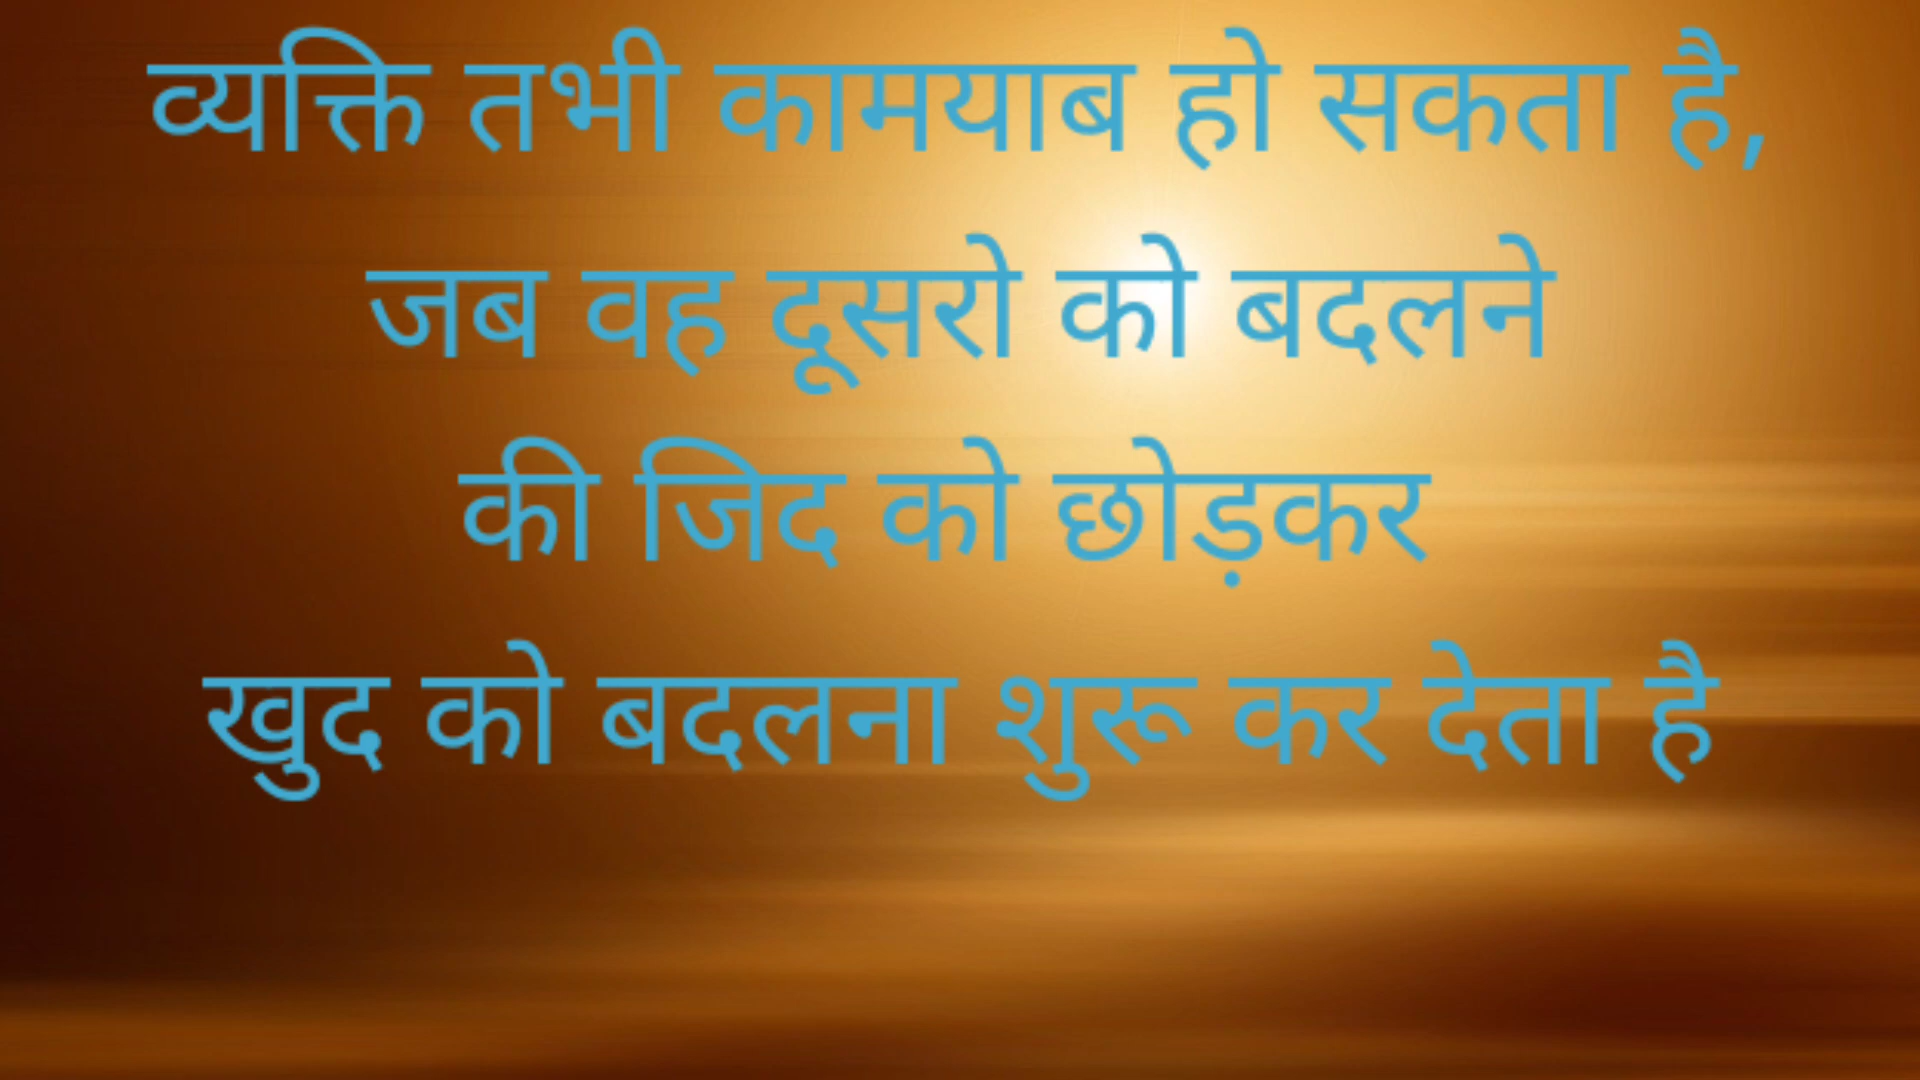 व्यक्ति तभी कामयाब हो सकता है,
जब वह दूसरो को बदलने
की जिद को छोड़कर
खुद को बदलना शुरू कर देता है